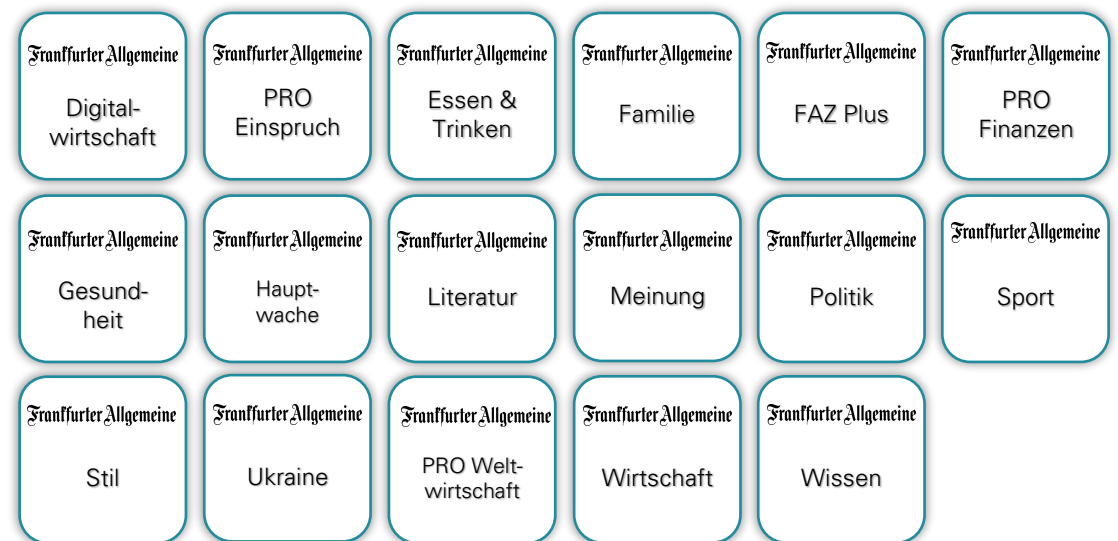 Frankfurter Allgemeine
Digital-
wirtschaft
Frankfurter Allgemeine
PRO
Einspruch
Frankfurter Allgemeine
Essen &
Trinken
Frankfurter Allgemeine
Familie
Frankfurter Allgemeine
FAZ Plus
Frankfurter Allgemeine
PRO
Finanzen
Frankfurter Allgemeine
Gesund-
heit
Frankfurter Allgemeine
Haupt-
wache
Frankfurter Allgemeine
Literatur
Frankfurter Allgemeine
Meinung
Frankfurter Allgemeine
Politik
Frankfurter Allgemeine
Sport
Frankfurter Allgemeine
Stil
Frankfurter Allgemeine
Ukraine
Frankfurter Allgemeine
PRO Welt-
wirtschaft
Frankfurter Allgemeine
Wirtschaft
Frankfurter Allgemeine
Wissen